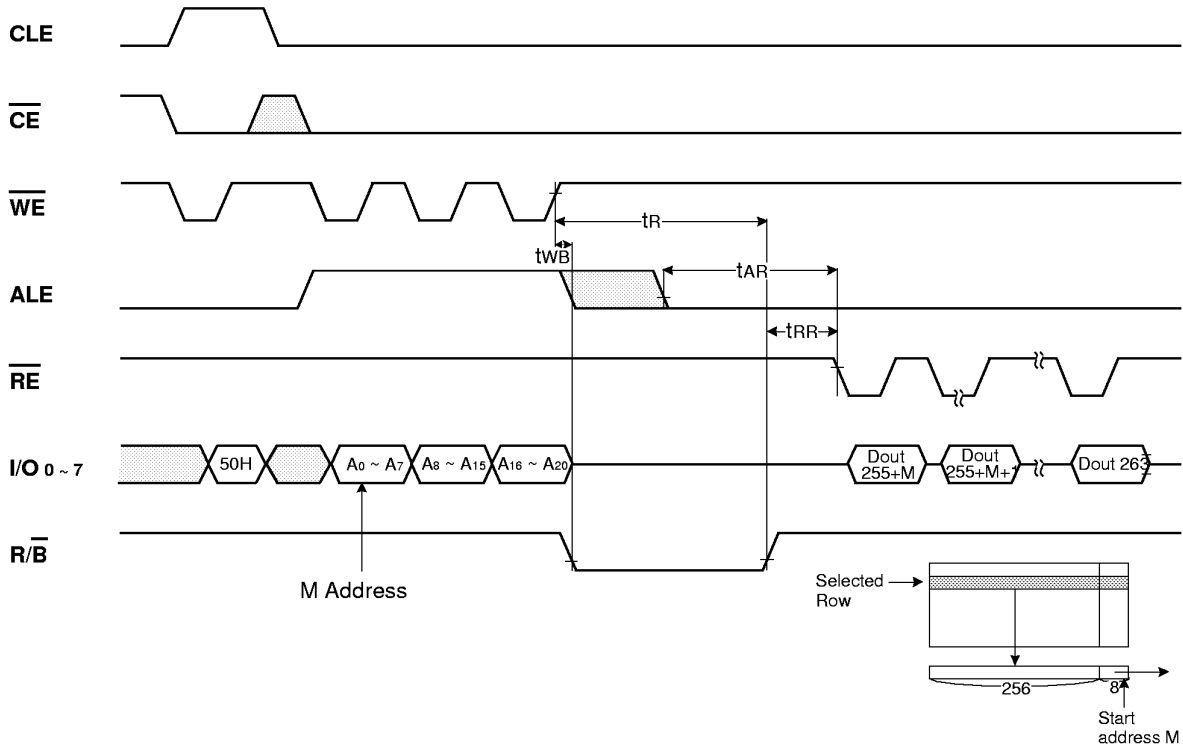 CLE
CE
WE
tR
tWB
ALE
tAR
tRR
RE
I/O 0 ~ 7
50H
A0 ~ A7
A8 ~ A15
A16 ~ A20
Dout
255+M
Dout
255+M+1
Dout 263
R/B
M Address
Selected
Row
256
8
Start
address M